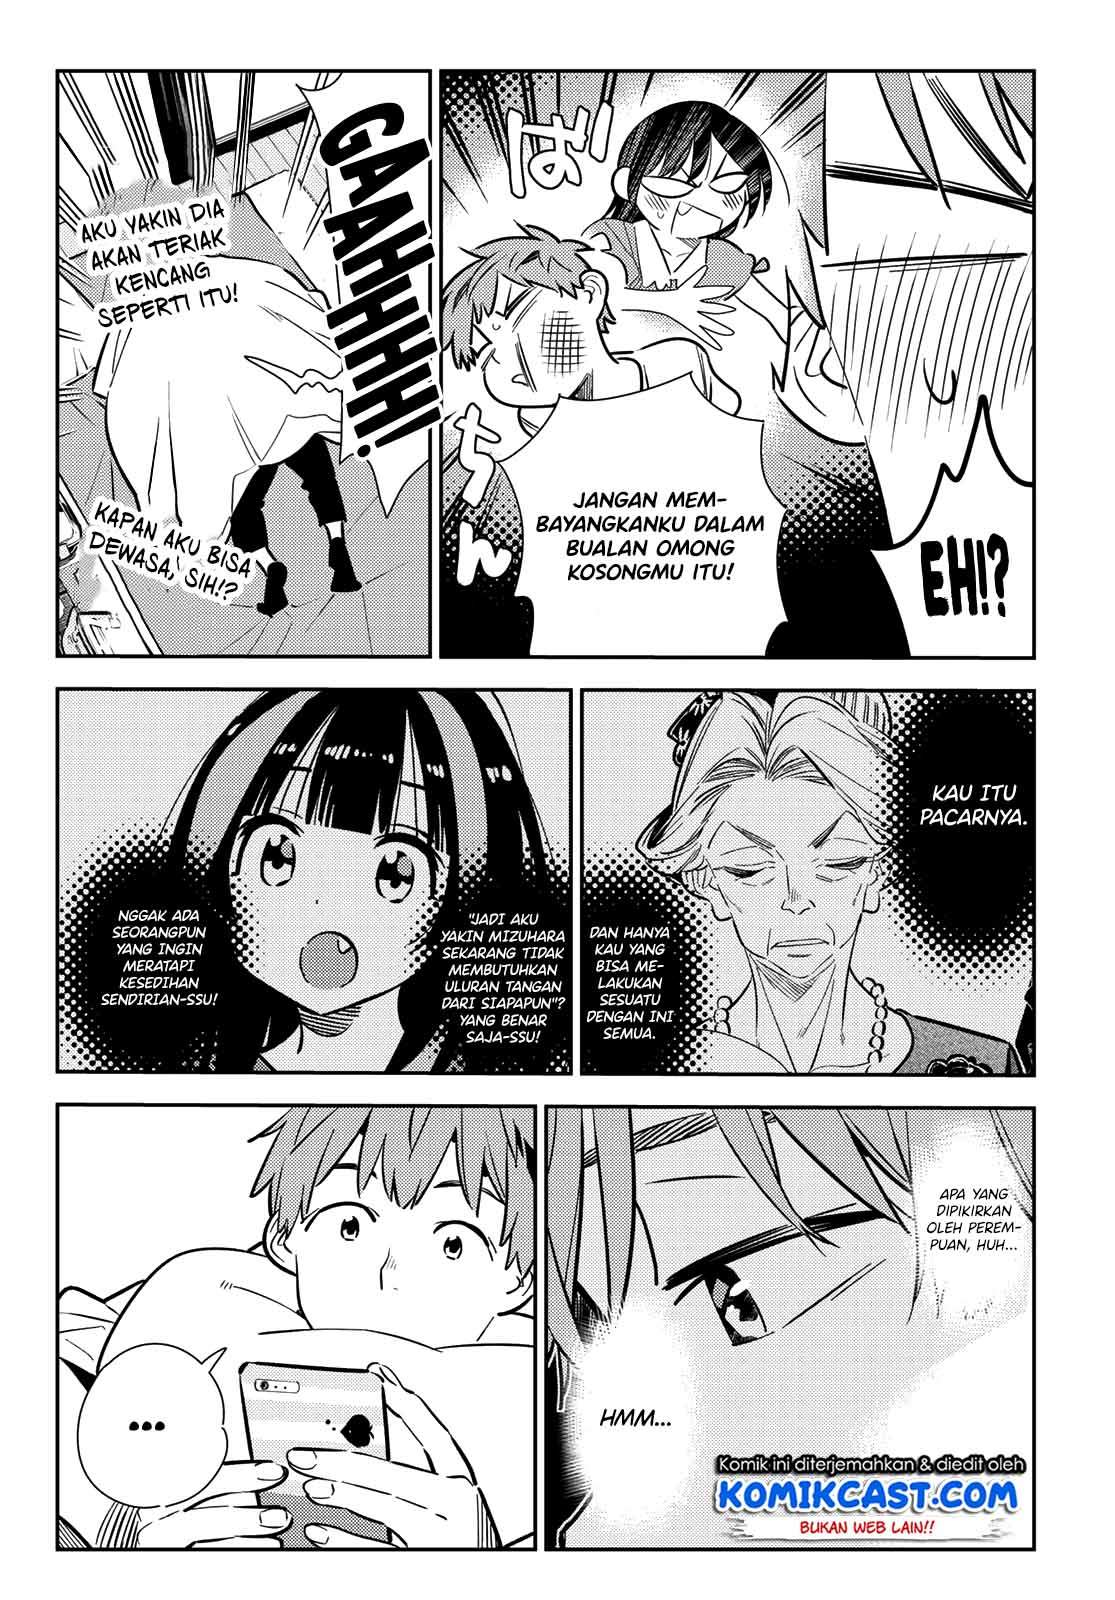 EH!?
ばちーん
JANGAN MEM-
BAYANGKANKU DALAM
BUALAN OMONG
KOSONGMU ITU!
GAAHHHH!
AKU YAKIN DIA
AKAN TERIAK
KENCANG
SEPERTI ITU!
KAPAN AKU BISA
DEWASA, SIH!?
KAU ITU
PACARNYA.
DAN HANYA
KAU YANG
BISA ME-
LAKUKAN
SESUATU
DENGAN INI
SEMUA.
"JADI AKU
YAKIN MIZUHARA
SEKARANG TIDAK
MEMBUTUHKAN
ULURAN TANGAN
DARI SIAPAPUN"?
YANG BENAR
SAJA-SSU!
NGGAK ADA
SEORANGPUN
YANG INGIN
MERATAPI
KESEDIHAN
SENDIRIAN-SSU!
APA YANG
DIPIKIRKAN
OLEH PEREM-
PUAN, HUH...
HMM...
...
Komik ini diterjemahkan & diedit oleh
KOMIKCAST.COM
BUKAN WEB LAIN!!